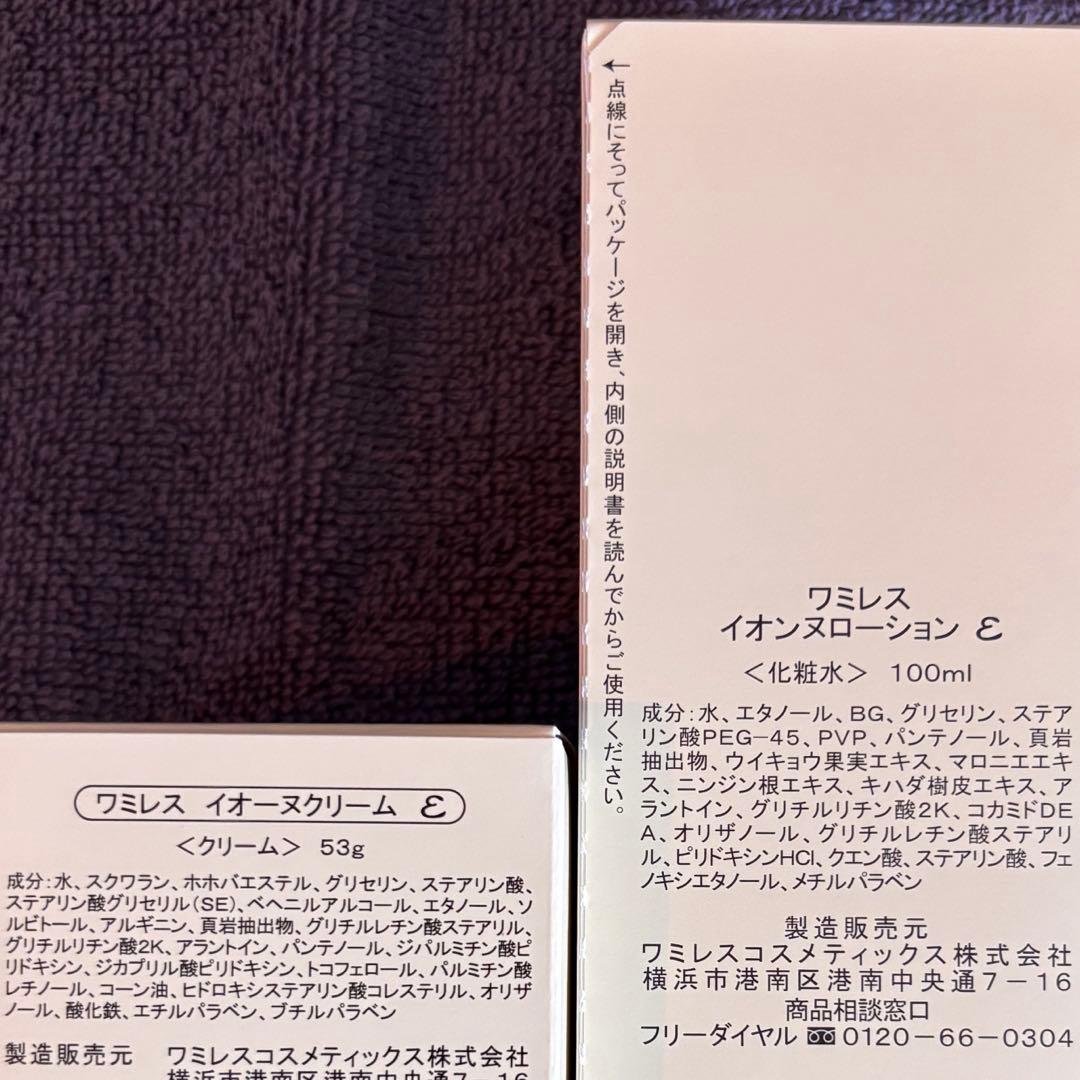 ←点線にそってパッケージを開き、内側の説明書を読んでからご使用ください。
ワミレス
イオンヌローション ε
＜化粧水＞ 100ml
成分：水、エタノール、BG、グリセリン、ステア
リン酸PEG－45、PVP、パンテノール、頁岩
抽出物、ウイキョウ果実エキス、マロニエエキ
ス、ニンジン根エキス、キハダ樹皮エキス、ア
ラントイン、グリチルリチン酸2K、コカミドDE
A、オリザノール、グリチルレチン酸ステアリ
ル、ピリドキシンHCl、クエン酸、ステアリン酸、フェ
ノキシエタノール、メチルパラベン
製造販売元
ワミレスコスメティックス株式会社
横浜市港南区港南中央通7－16
商品相談窓口
フリーダイヤル 0120－66－0304
ワミレス イオーヌクリーム ε
＜クリーム＞ 53g
成分：水、スクワラン、ホホバエステル、グリセリン、ステアリン酸、
ステアリン酸グリセリル（SE）、ベヘニルアルコール、エタノール、ソ
ルビトール、アルギニン、頁岩抽出物、グリチルレチン酸ステアリル、
グリチルリチン酸2K、アラントイン、パンテノール、ジパルミチン酸ピ
リドキシン、ジカプリル酸ピリドキシン、トコフェロール、パルミチン酸
レチノール、コーン油、ヒドロキシステアリン酸コレステリル、オリザ
ノール、酸化鉄、エチルパラベン、ブチルパラベン
製造販売元 ワミレスコスメティックス株式会社
横浜市港南区港南中央通7－16